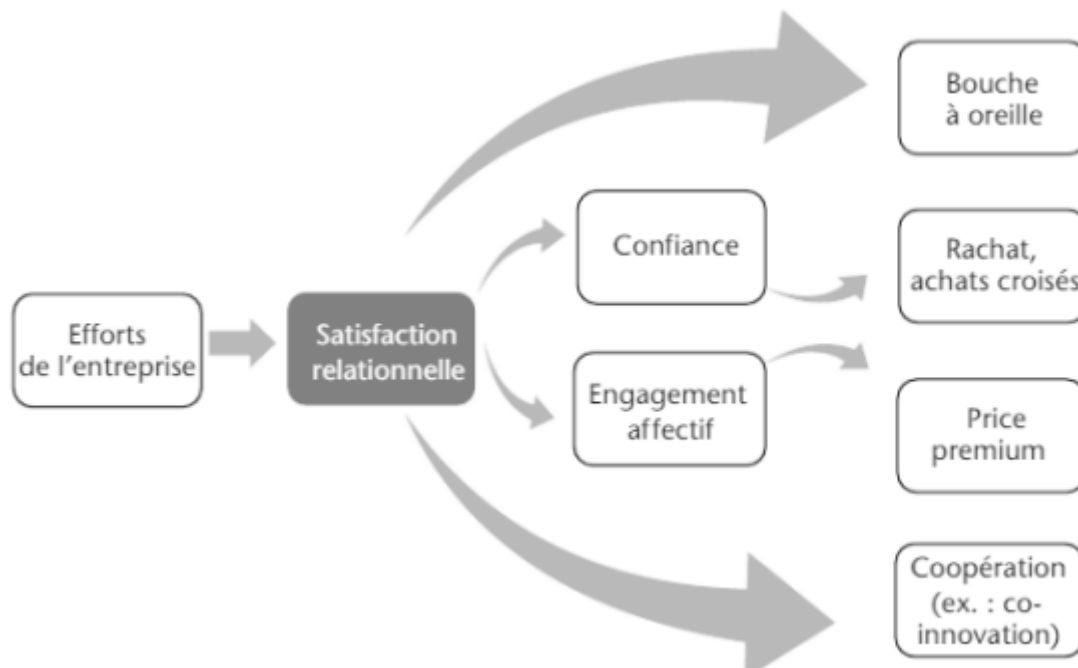 Efforts
de l'entreprise
Satisfaction
relationnelle
Confiance
Engagement
affectif
Bouche
à oreille
Rachat,
achats croisés
Price
premium
Coopération
(ex. : co-
innovation)